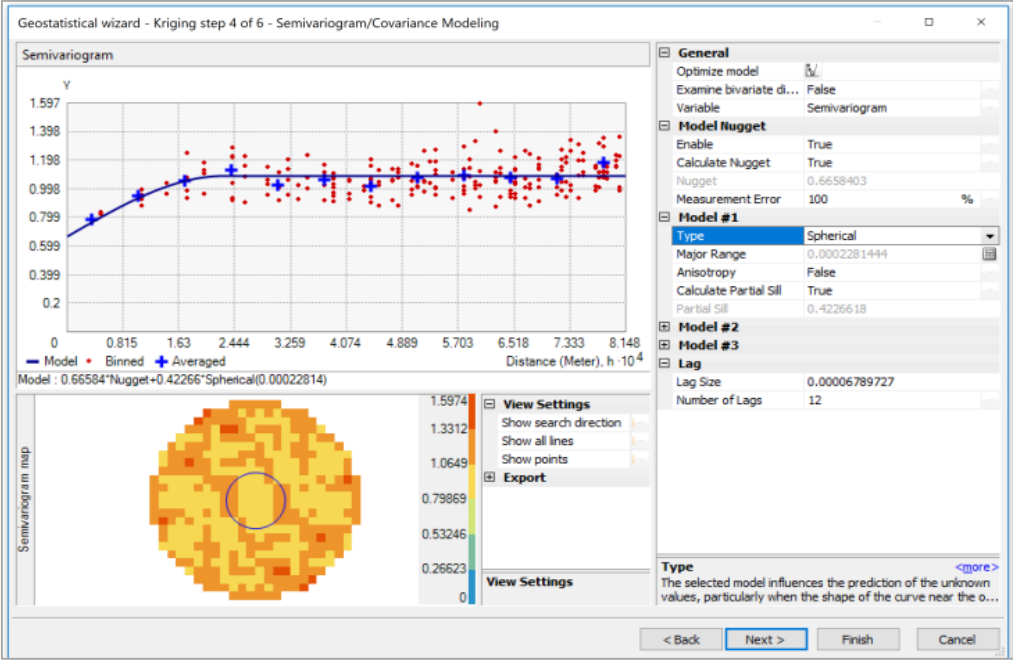 Geostatistical wizard - Kriging step 4 of 6 - Semivariogram/Covariance Modeling
Semivariogram
Y
1.597
1.398
1.198
0.998
0.799
0.599
0.399
0.2
0 0.815 1.63 2.444 3.259 4.074 4.889 5.703 6.518 7.333 8.148
Model Binned Averaged Distance (Meter), h ·10 4
Model : 0.66584*Nugget+0.42266*Spherical(0.00022814)
Semivariogram map
1.5974
1.3312
1.0649
0.79869
0.53246
0.26623
0
View Settings
Show search direction
Show all lines
Show points
Export
View Settings
General
Optimize model
Examine bivariate di... False
Variable Semivariogram
Model Nugget
Enable True
Calculate Nugget True
Nugget 0.6658403
Measurement Error 100 %
Model #1
Type Spherical
Major Range 0.0002281444
Anisotropy False
Calculate Partial Sill True
Partial Sill 0.4226618
Model #2
Model #3
Lag
Lag Size 0.00006789727
Number of Lags 12
Type <more>
The selected model influences the prediction of the unknown
values, particularly when the shape of the curve near the o...
< Back Next > Finish Cancel